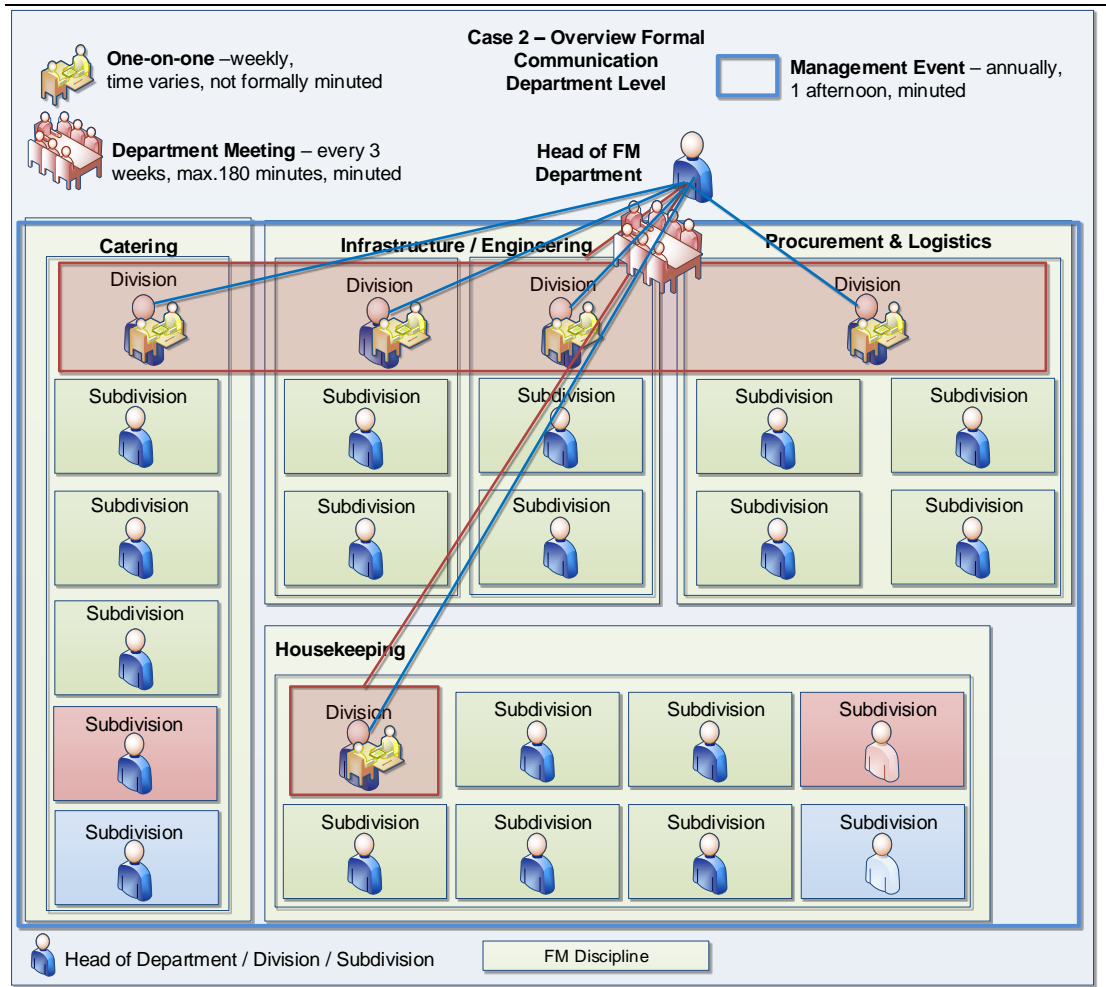 One-on-one –weekly,
time varies, not formally minuted
Case 2 – Overview Formal
Communication
Department Level
Management Event – annually,
1 afternoon, minuted
Department Meeting – every 3
weeks, max.180 minutes, minuted
Head of FM
Department
Catering
Infrastructure / Engineering
Procurement & Logistics
Division
Division
Division
Division
Subdivision
Subdivision
Subdivision
Subdivision
Subdivision
Subdivision
Subdivision
Subdivision
Subdivision
Subdivision
Subdivision
Subdivision
Subdivision
Subdivision
Housekeeping
Division
Subdivision
Subdivision
Subdivision
Subdivision
Subdivision
Subdivision
Subdivision
Head of Department / Division / Subdivision
FM Discipline